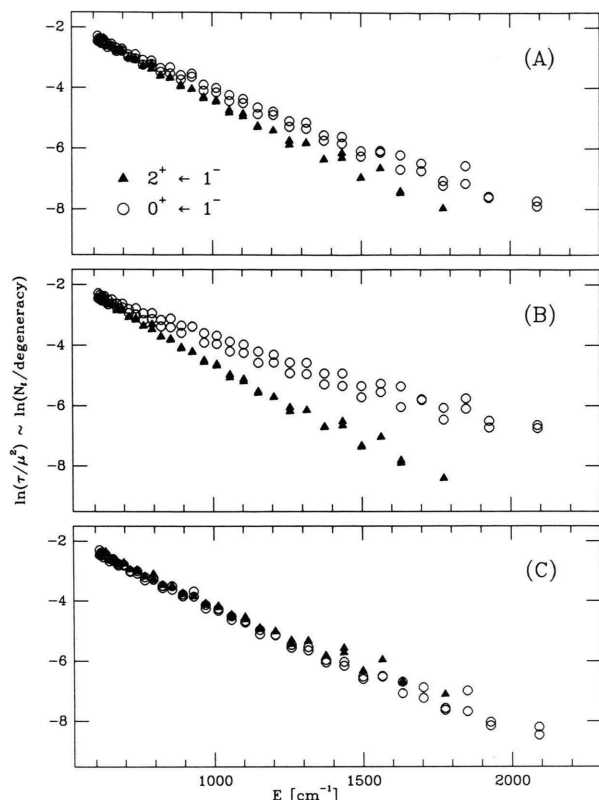 -2
-4
-6
-8
(A)
▲ 2⁺ ← 1⁻
○ 0⁺ ← 1⁻
-2
-4
-6
-8
(B)
ln(τ/μ²) ~ ln(Nₜ/degeneracy)
-2
-4
-6
-8
(C)
1000 1500 2000
E [cm⁻¹]